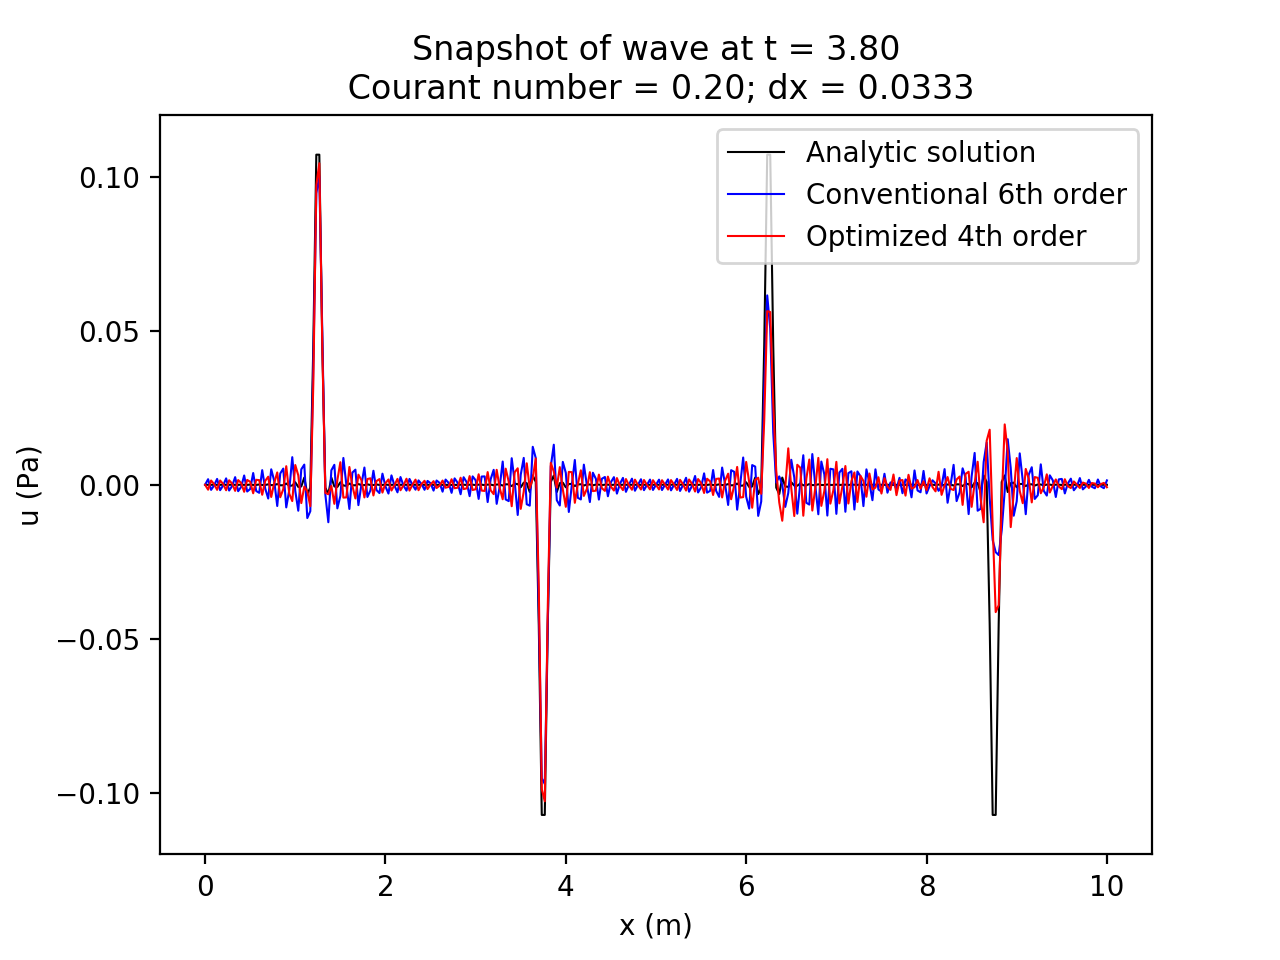 Snapshot of wave at t = 3.80
Courant number = 0.20; dx = 0.0333
Analytic solution
Conventional 6th order
Optimized 4th order
0.10
0.05
0.00
−0.05
−0.10
u (Pa)
0 2 4 6 8 10
x (m)